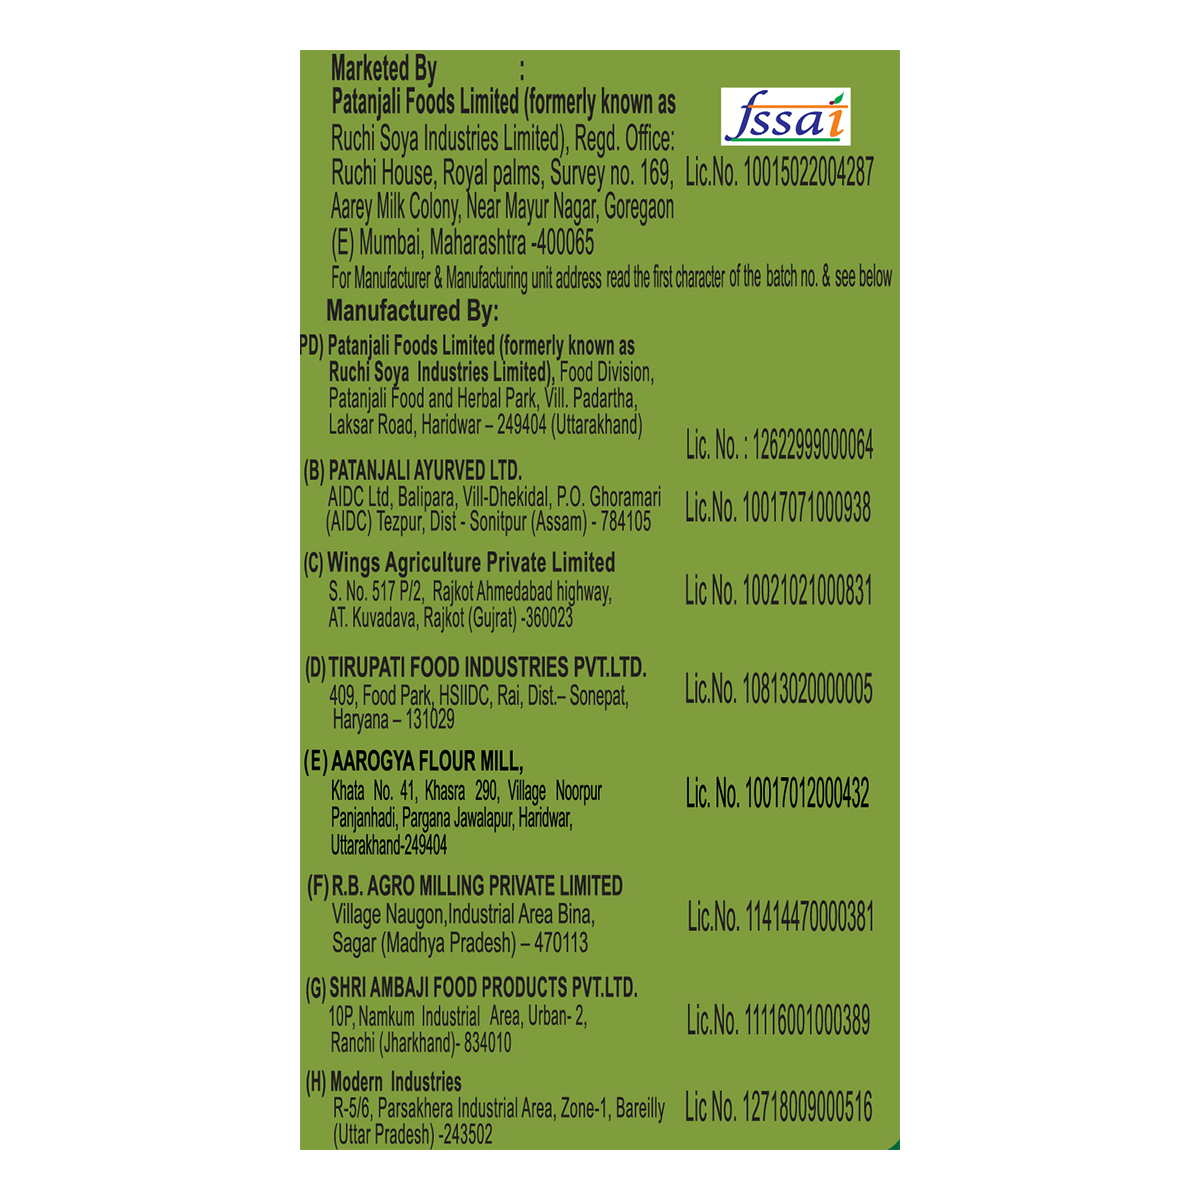 Marketed By :
Patanjali Foods Limited (formerly known as
Ruchi Soya Industries Limited), Regd. Office:
Ruchi House, Royal palms, Survey no. 169,
Aarey Milk Colony, Near Mayur Nagar, Goregaon
(E) Mumbai, Maharashtra -400065
fssai
Lic.No. 10015022004287
For Manufacturer & Manufacturing unit address read the first character of the batch no. & see below
Manufactured By:
PD) Patanjali Foods Limited (formerly known as
Ruchi Soya Industries Limited), Food Division,
Patanjali Food and Herbal Park, Vill. Padartha,
Laksar Road, Haridwar – 249404 (Uttarakhand)
Lic. No. : 12622999000064
(B) PATANJALI AYURVED LTD.
AIDC Ltd, Balipara, Vill-Dhekidal, P.O. Ghoramari
(AIDC) Tezpur, Dist - Sonitpur (Assam) - 784105
Lic.No. 10017071000938
(C) Wings Agriculture Private Limited
S. No. 517 P/2, Rajkot Ahmedabad highway,
AT. Kuvadava, Rajkot (Gujrat) -360023
Lic No. 10021021000831
(D) TIRUPATI FOOD INDUSTRIES PVT.LTD.
409, Food Park, HSIIDC, Rai, Dist.– Sonepat,
Haryana – 131029
Lic.No. 10813020000005
(E) AAROGYA FLOUR MILL,
Khata No. 41, Khasra 290, Village Noorpur
Panjanhadi, Pargana Jawalapur, Haridwar,
Uttarakhand-249404
Lic. No. 10017012000432
(F) R.B. AGRO MILLING PRIVATE LIMITED
Village Naugon,Industrial Area Bina,
Sagar (Madhya Pradesh) – 470113
Lic.No. 11414470000381
(G) SHRI AMBAJI FOOD PRODUCTS PVT.LTD.
10P, Namkum Industrial Area, Urban- 2,
Ranchi (Jharkhand)- 834010
Lic.No. 11116001000389
(H) Modern Industries
R-5/6, Parsakhera Industrial Area, Zone-1, Bareilly
(Uttar Pradesh) -243502
Lic No. 12718009000516